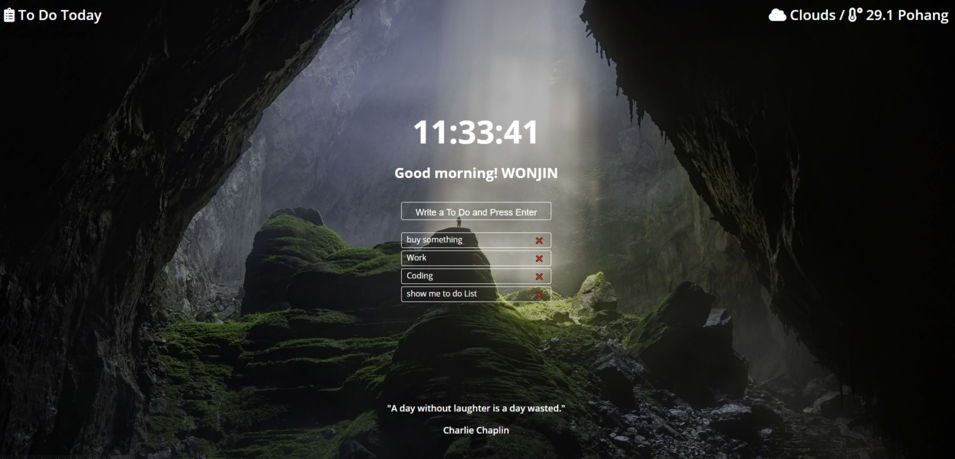 To Do Today
Clouds / 29.1 Pohang
11:33:41
Good morning! WONJIN
Write a To Do and Press Enter
buy something
Work
Coding
show me to do List
"A day without laughter is a day wasted."
Charlie Chaplin